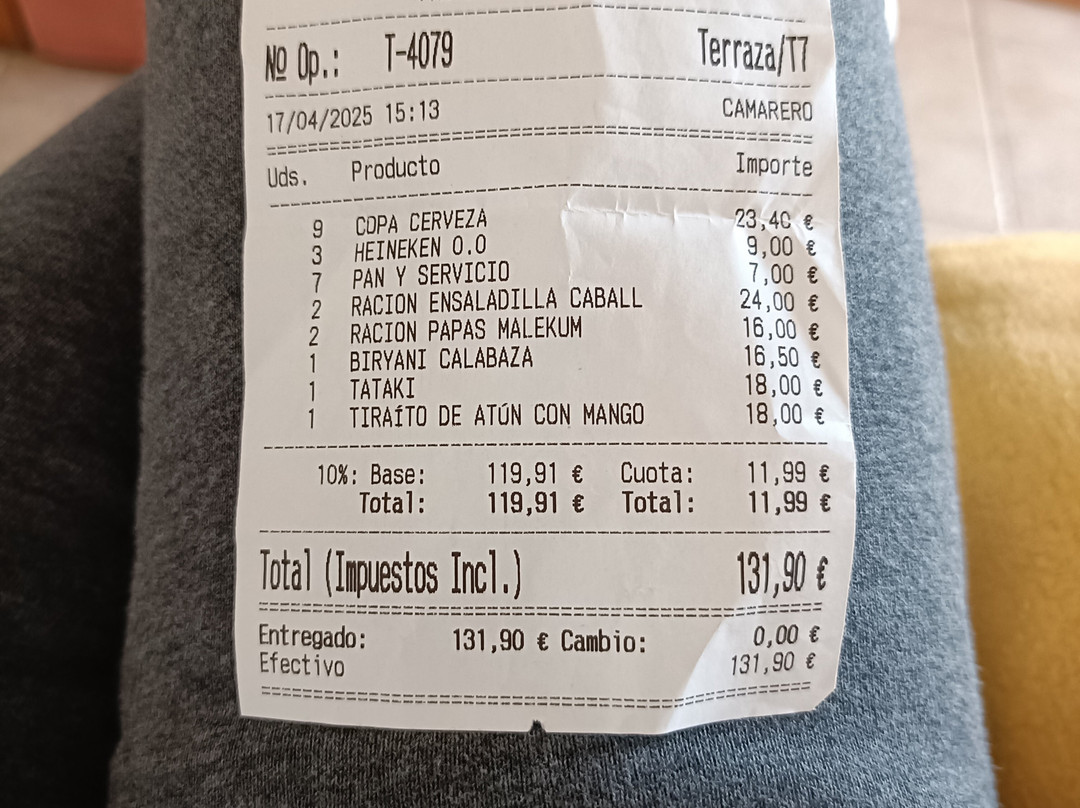 Nº Op.: T-4079 Terraza/T7
17/04/2025 15:13 CAMARERO
Uds. Producto Importe
9 COPA CERVEZA 23,40 €
3 HEINEKEN 0.0 9,00 €
7 PAN Y SERVICIO 7,00 €
2 RACION ENSALADILLA CABALL 24,00 €
2 RACION PAPAS MALEKUM 16,00 €
1 BIRYANI CALABAZA 16,50 €
1 TATAKI 18,00 €
1 TIRAÍTO DE ATÚN CON MANGO 18,00 €
10%: Base: 119,91 € Cuota: 11,99 €
Total: 119,91 € Total: 11,99 €
Total (Impuestos Incl.) 131,90 €
Entregado: 131,90 € Cambio: 0,00 €
Efectivo 131,90 €